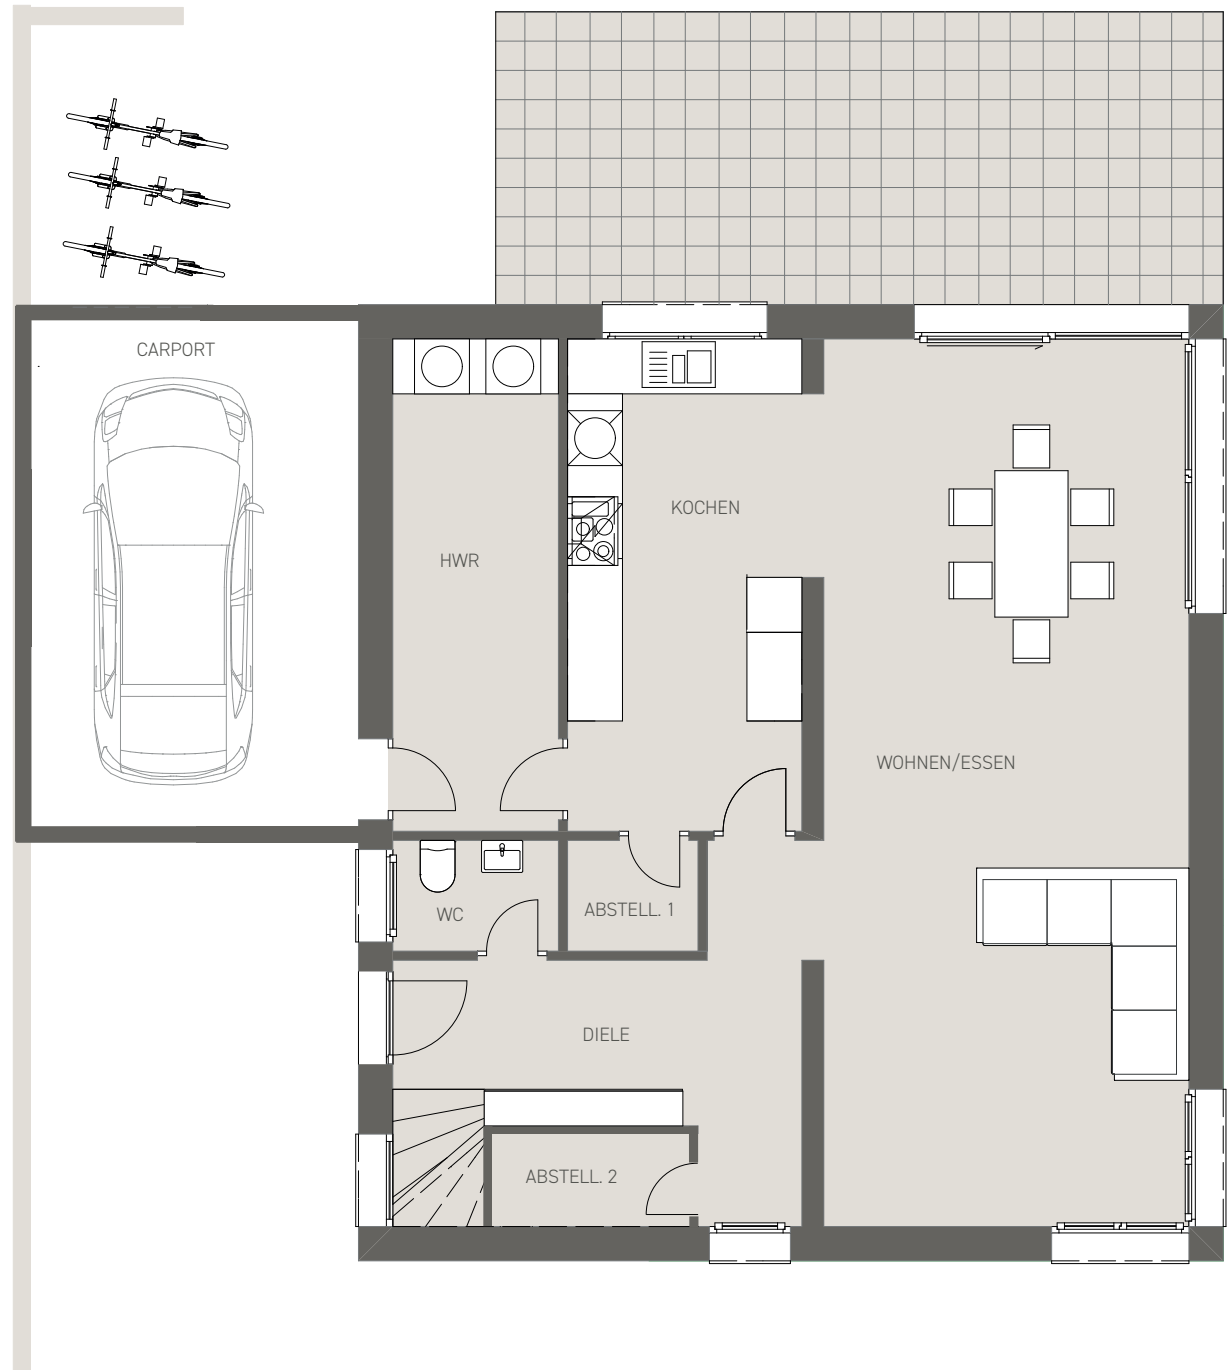 CARPORT
KOCHEN
HWR
WOHNEN/ESSEN
WC
ABSTELL. 1
DIELE
ABSTELL. 2